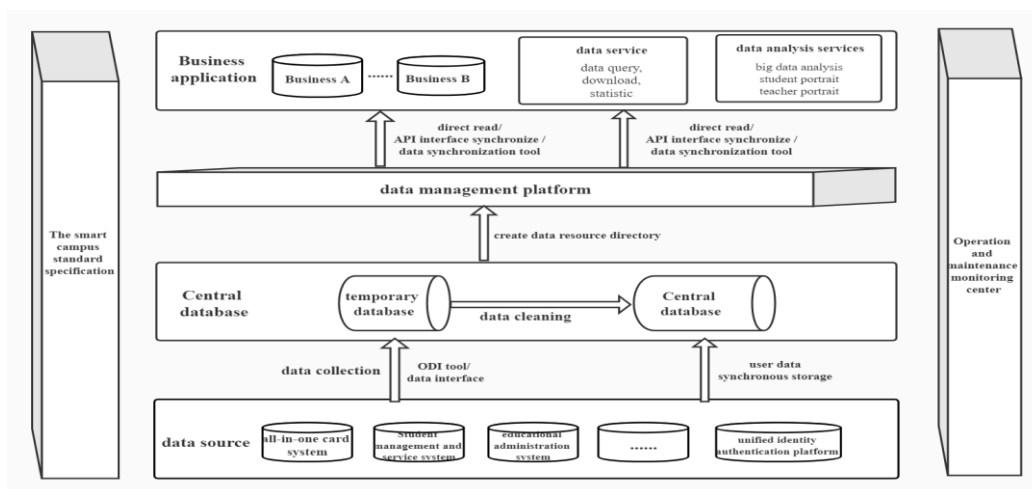 Business
application
Business A
......
Business B
data service
data query,
download,
statistic
data analysis services
big data analysis
student portrait
teacher portrait
direct read/
API interface synchronize /
data synchronization tool
direct read/
API interface synchronize /
data synchronization tool
data management platform
The smart
campus
standard
specification
create data resource directory
Operation
and
maintenance
monitoring
center
Central
database
temporary
database
data cleaning
Central
database
data collection
ODI tool/
data interface
user data
synchronous storage
data source
all-in-one card
system
Student
management and
service system
educational
administration
system
......
unified identity
authentication platform